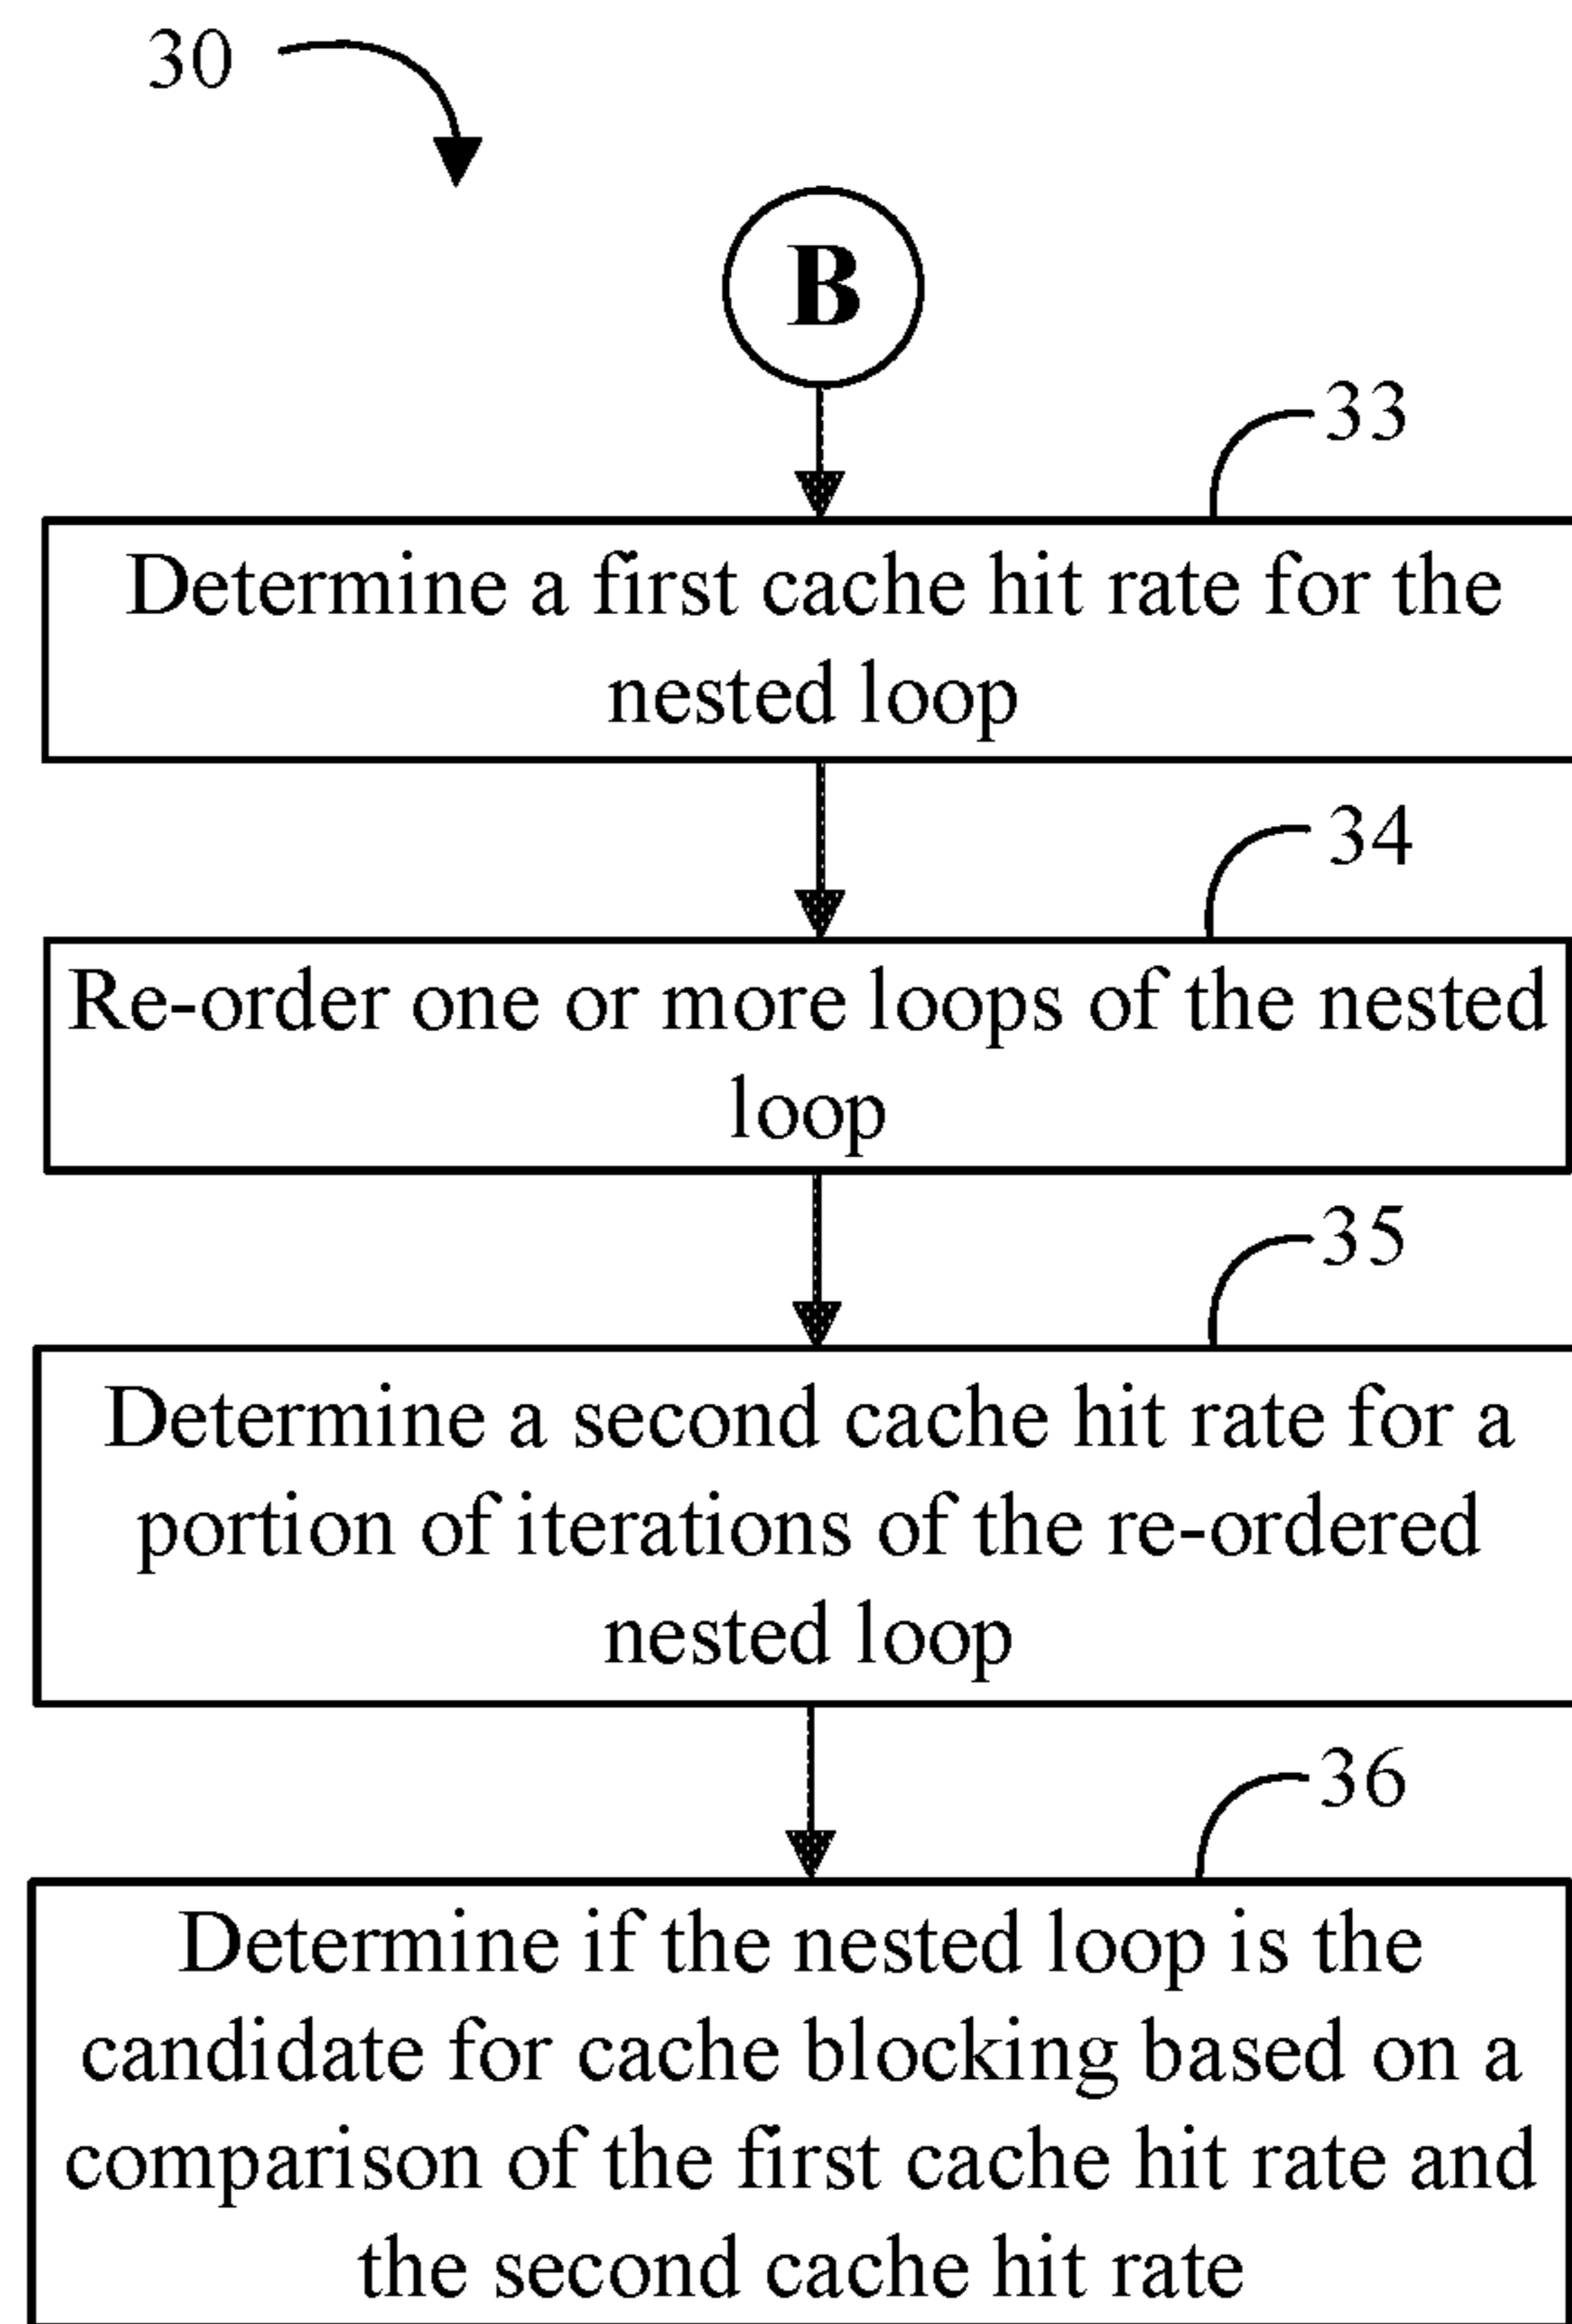 30
B
33
Determine a first cache hit rate for the
nested loop
34
Re-order one or more loops of the nested
loop
35
Determine a second cache hit rate for a
portion of iterations of the re-ordered
nested loop
36
Determine if the nested loop is the
candidate for cache blocking based on a
comparison of the first cache hit rate and
the second cache hit rate